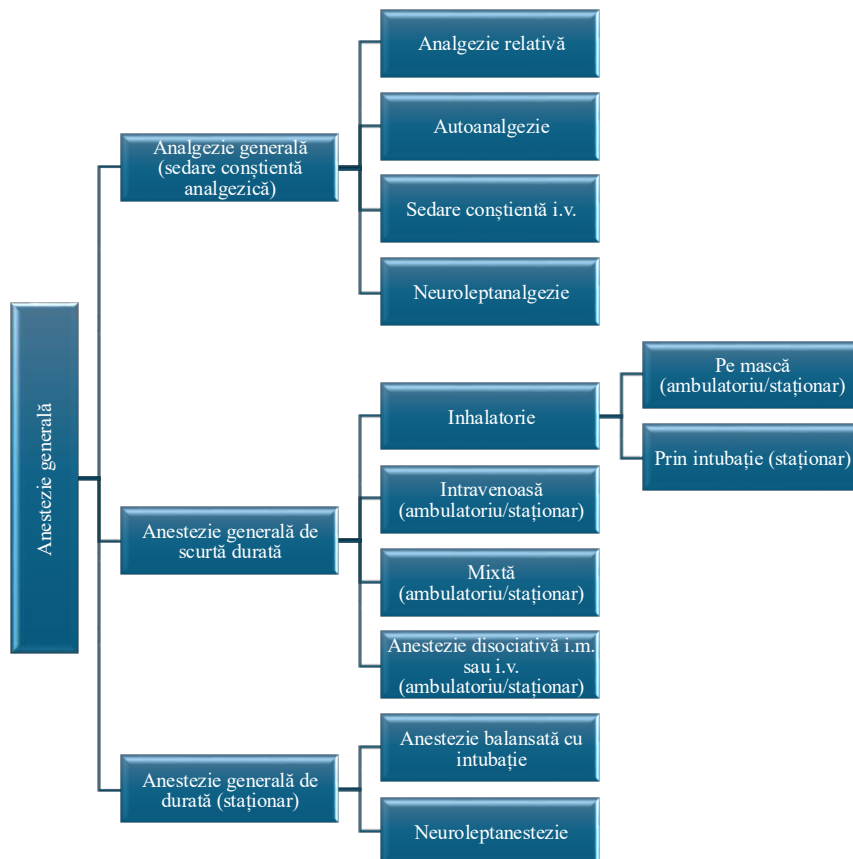 Anestezie generală
Analgezie generală
(sedare conștientă
analgezică)
Analgezie relativă
Autoanalgezie
Sedare conștientă i.v.
Neuroleptanalgezie
Anestezie generală de
scurtă durată
Inhalatorie
Pe mască
(ambulatoriu/staționar)
Prin intubație (staționar)
Intravenoasă
(ambulatoriu/staționar)
Mixtă
(ambulatoriu/staționar)
Anestezie disociativă i.m.
sau i.v.
(ambulatoriu/staționar)
Anestezie generală de
durată (staționar)
Anestezie balansată cu
intubație
Neuroleptanestezie